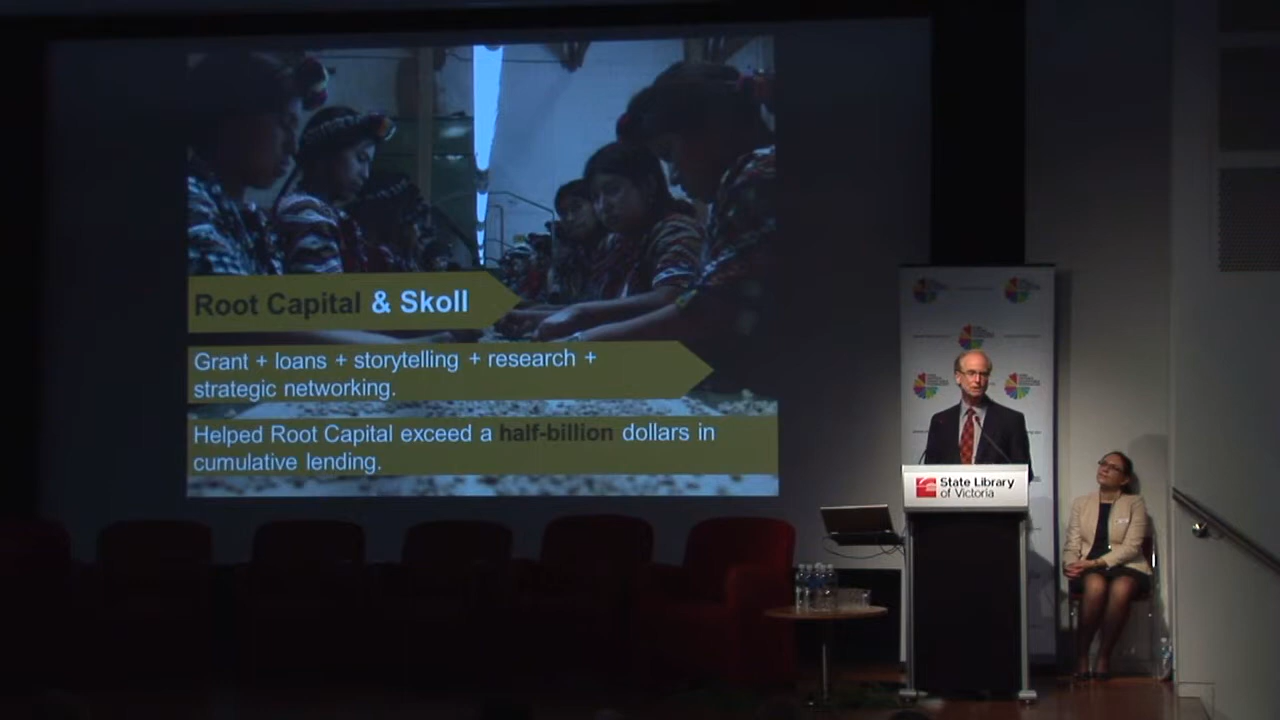 Root Capital & Skoll
Grant + loans + storytelling + research +
strategic networking.
Helped Root Capital exceed a half-billion dollars in
cumulative lending.
State Library
of Victoria